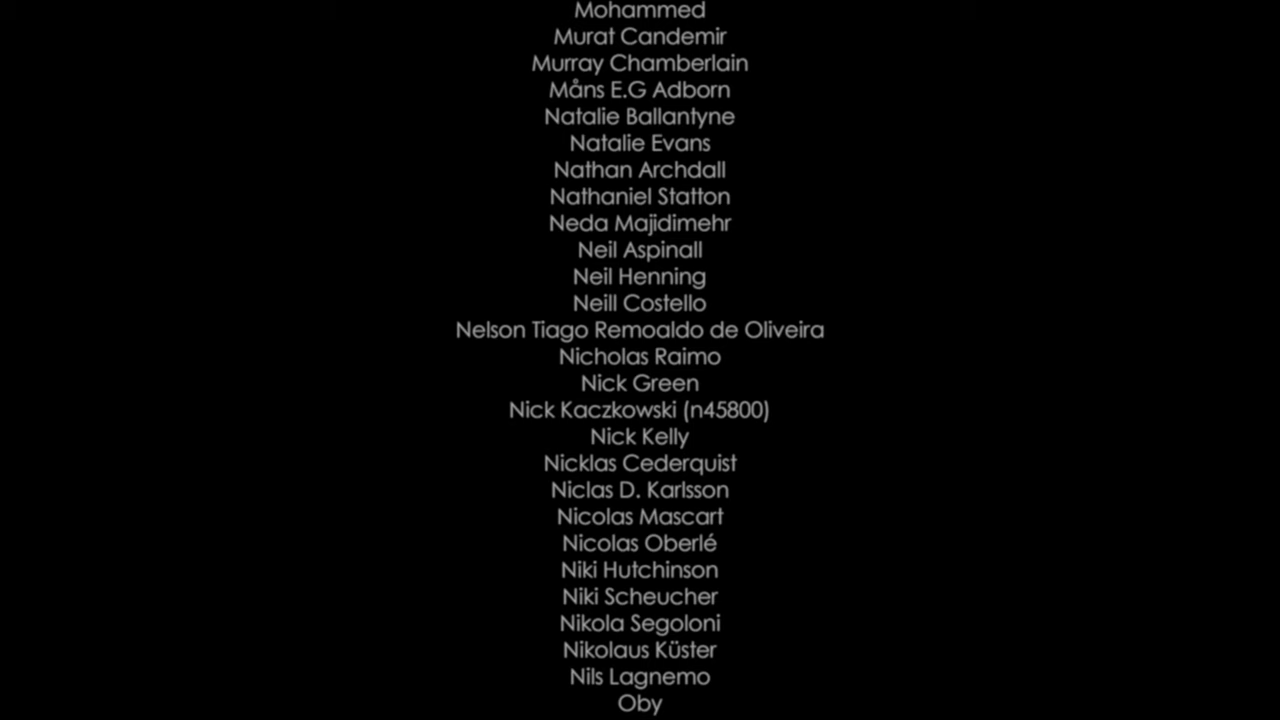 Mohammed
Murat Candemir
Murray Chamberlain
Måns E.G Adborn
Natalie Ballantyne
Natalie Evans
Nathan Archdall
Nathaniel Statton
Neda Majidimehr
Neil Aspinall
Neil Henning
Neill Costello
Nelson Tiago Remoaldo de Oliveira
Nicholas Raimo
Nick Green
Nick Kaczkowski (n45800)
Nick Kelly
Nicklas Cederquist
Niclas D. Karlsson
Nicolas Mascart
Nicolas Oberlé
Niki Hutchinson
Niki Scheucher
Nikola Segoloni
Nikolaus Küster
Nils Lagnemo
Oby